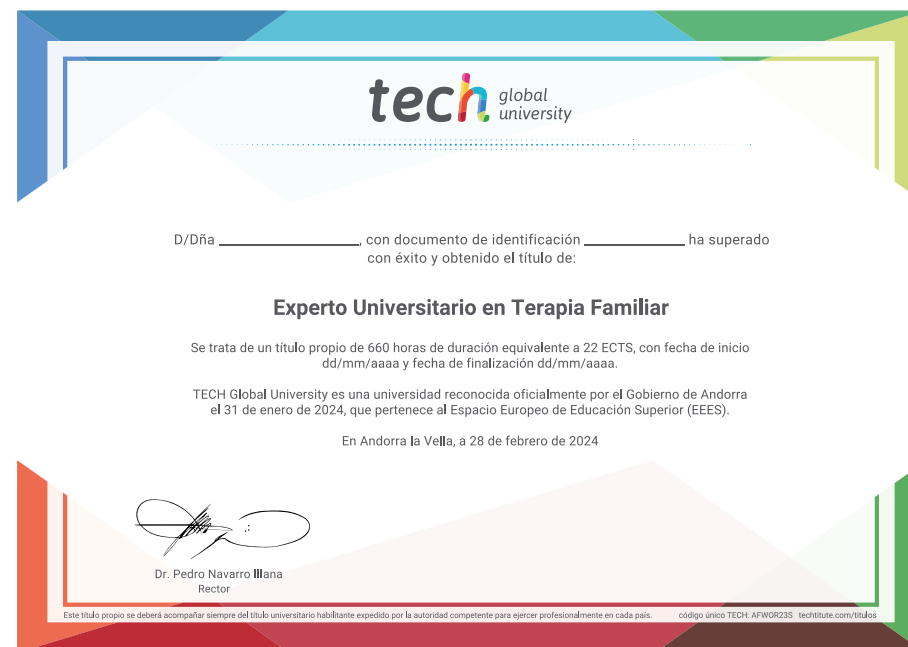 tech global university
D/Dña ____________________, con documento de identificación ______________ ha superado
con éxito y obtenido el título de:
Experto Universitario en Terapia Familiar
Se trata de un título propio de 660 horas de duración equivalente a 22 ECTS, con fecha de inicio
dd/mm/aaaa y fecha de finalización dd/mm/aaaa.
TECH Global University es una universidad reconocida oficialmente por el Gobierno de Andorra
el 31 de enero de 2024, que pertenece al Espacio Europeo de Educación Superior (EEES).
En Andorra la Vella, a 28 de febrero de 2024
Dr. Pedro Navarro Illana
Rector
Este título propio se deberá acompañar siempre del título universitario habilitante expedido por la autoridad competente para ejercer profesionalmente en cada país. código único TECH: AFWOR23S techtitute.com/titulos